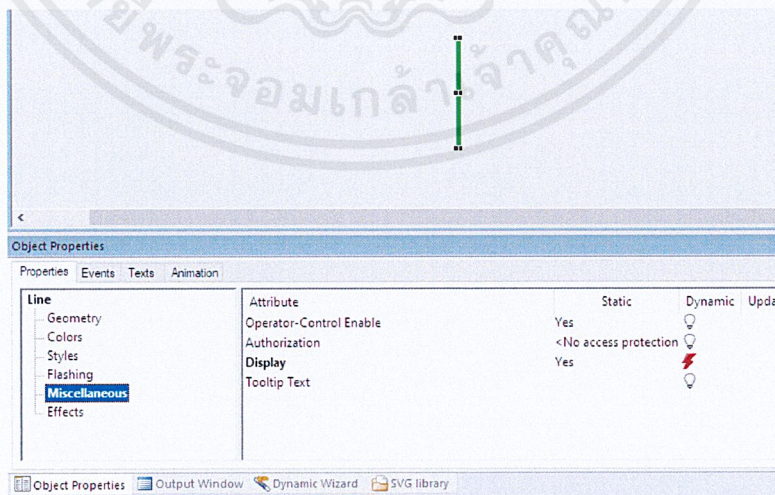 พระจอมเกล้าเจ้าคุณ
<
Object Properties
Properties Events Texts Animation
Line
Geometry
Colors
Styles
Flashing
Miscellaneous
Effects
Attribute Static Dynamic Upda
Operator-Control Enable Yes
Authorization <No access protection
Display Yes
Tooltip Text
Object Properties Output Window Dynamic Wizard SVG library